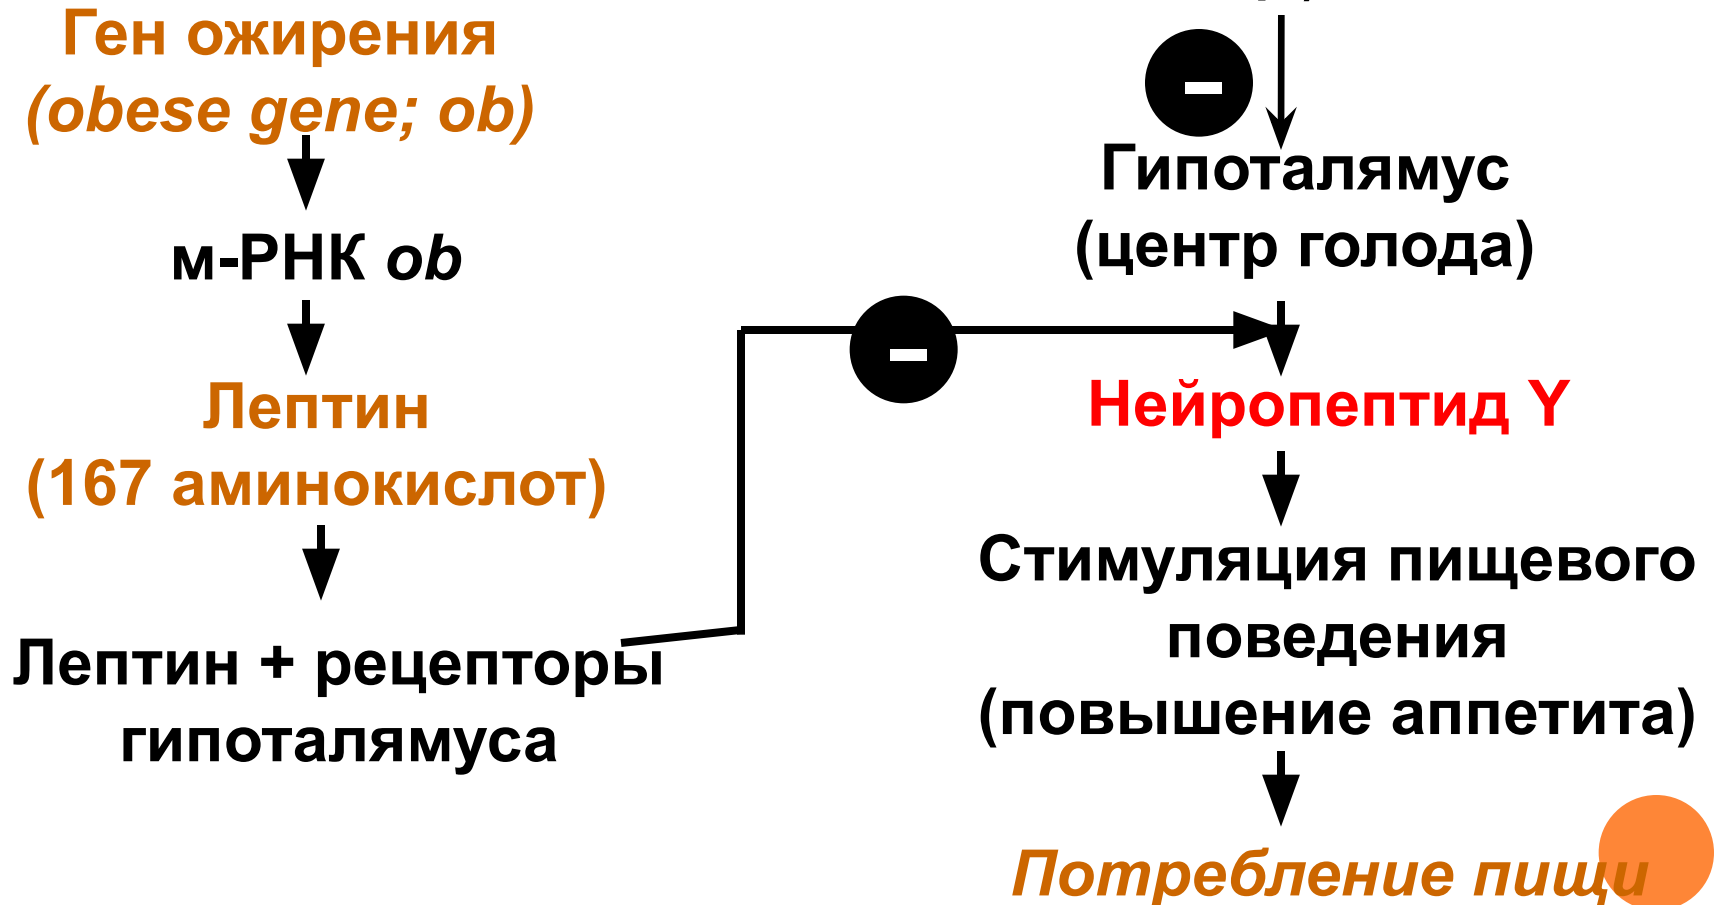 Ген ожирения
(obese gene; ob)
м-РНК ob
Лептин
(167 аминокислот)
Лептин + рецепторы
гипоталямуса
–
Гипоталямус
(центр голода)
–
Нейропептид Y
Стимуляция пищевого
поведения
(повышение аппетита)
Потребление пищи